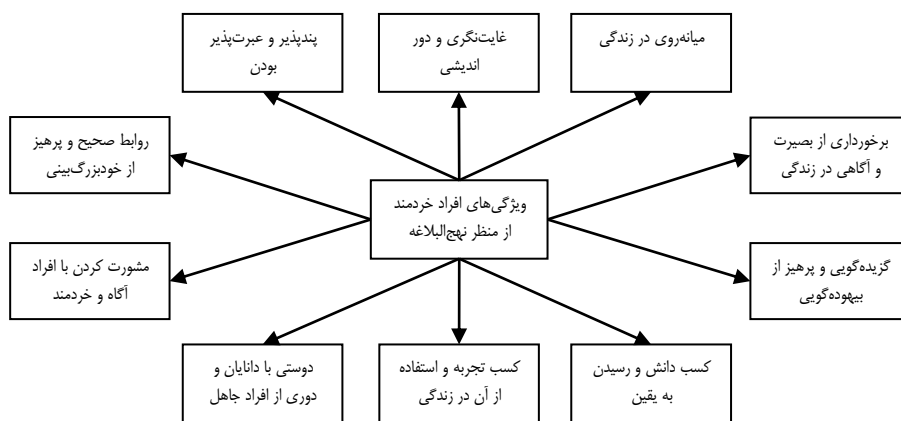 میانه‌روی در زندگی
غایت‌نگری و دور
اندیشی
پندپذیر و عبرت‌پذیر
بودن
برخورداری از بصیرت
و آگاهی در زندگی
روابط صحیح و پرهیز
از خودبزرگ‌بینی
ویژگی‌های افراد خردمند
از منظر نهج‌البلاغه
گزیده‌گویی و پرهیز از
بیهوده‌گویی
مشورت کردن با افراد
آگاه و خردمند
کسب دانش و رسیدن
به یقین
کسب تجربه و استفاده
از آن در زندگی
دوستی با دانایان و
دوری از افراد جاهل